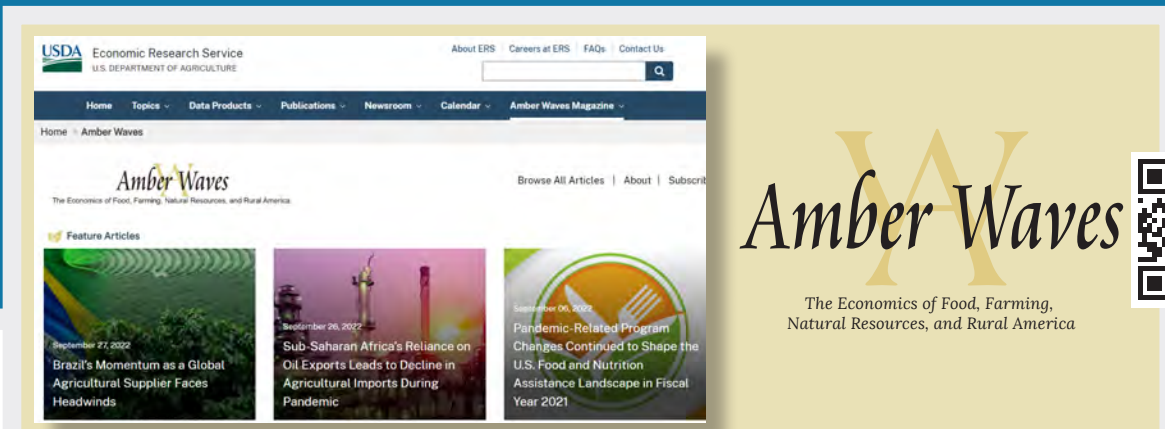 USDA
Economic Research Service
U.S. DEPARTMENT OF AGRICULTURE
About ERS | Careers at ERS | FAQs | Contact Us
Home Topics Data Products Publications Newsroom Calendar Amber Waves Magazine
Home Amber Waves
Amber Waves
The Economics of Food, Farming, Natural Resources, and Rural America
Browse All Articles | About | Subscrib
Feature Articles
September 27, 2022
Brazil's Momentum as a Global
Agricultural Supplier Faces
Headwinds
September 26, 2022
Sub-Saharan Africa's Reliance on
Oil Exports Leads to Decline in
Agricultural Imports During
Pandemic
September 06, 2022
Pandemic-Related Program
Changes Continued to Shape the
U.S. Food and Nutrition
Assistance Landscape in Fiscal
Year 2021
W
Amber Waves
The Economics of Food, Farming,
Natural Resources, and Rural America